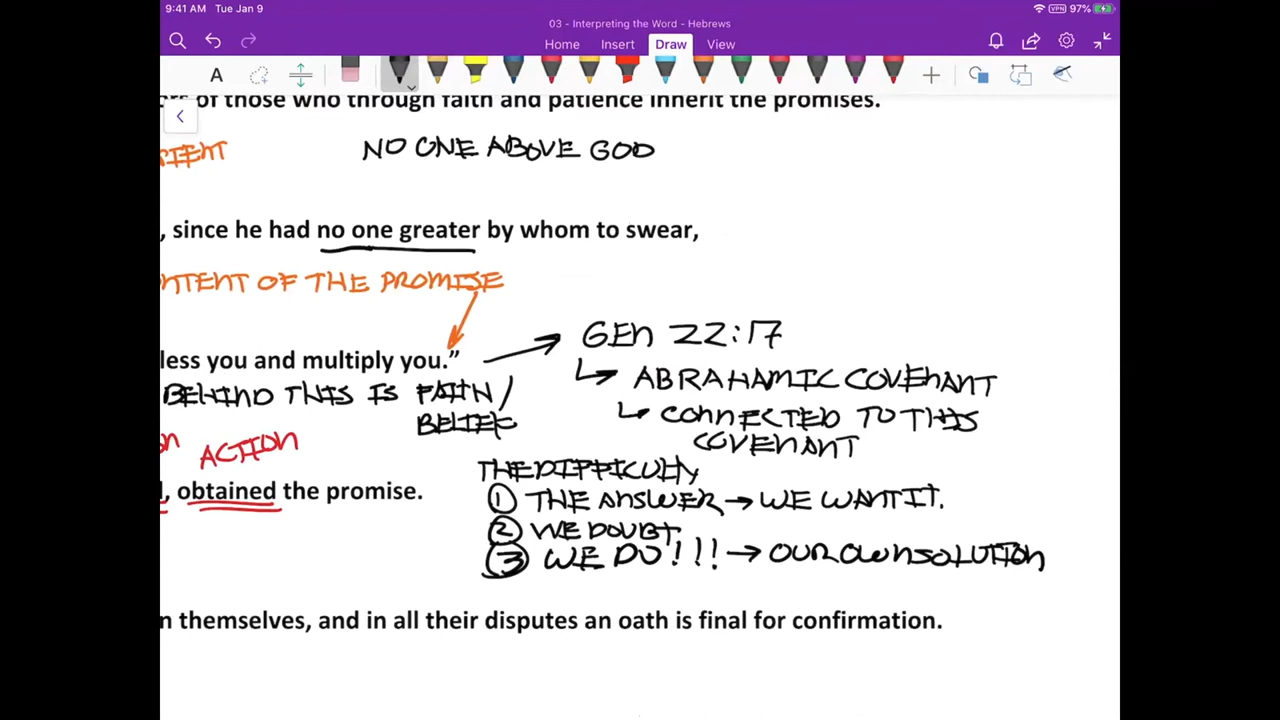 9:41 AM Tue Jan 9
VPN 97%
03 - Interpreting the Word - Hebrews
Home Insert Draw View
A
ors of those who through faith and patience inherit the promises.
NO ONE ABOVE GOD
, since he had no one greater by whom to swear,
NTENT OF THE PROMISE
GEN 22:17
less you and multiply you.”
ABRAHAMIC COVENANT
BEHIND THIS IS FAITH/
BELIEF
CONNECTED TO THIS
COVENANT
ON ACTION
THE DIFFICULTY
, obtained the promise.
1 THE ANSWER → WE WANT IT.
2 WE DOUBT.
3 WE DO!!! → OUR OWN SOLUTION
n themselves, and in all their disputes an oath is final for confirmation.